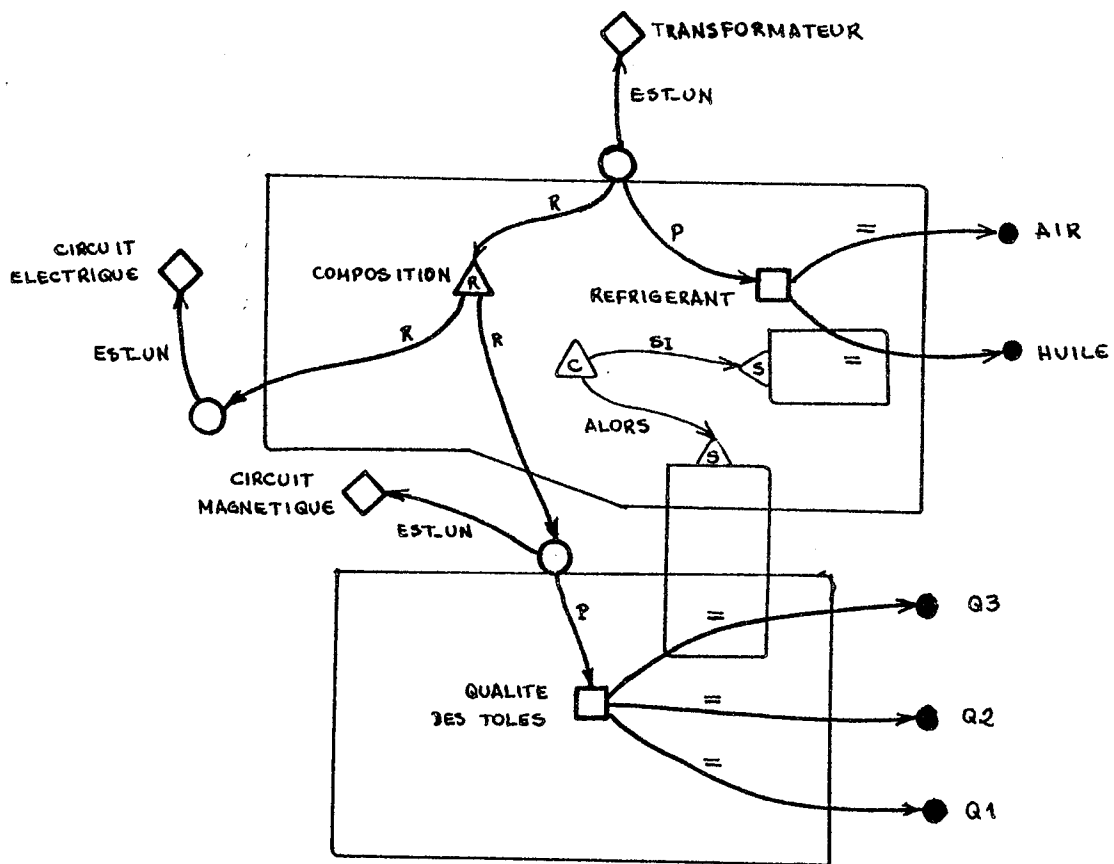 TRANSFORMATEUR
EST_UN
R
P
=
AIR
CIRCUIT
ELECTRIQUE
COMPOSITION
R
REFRIGERANT
EST_UN
R
R
SI
C
S
=
HUILE
ALORS
S
CIRCUIT
MAGNETIQUE
EST_UN
P
=
Q3
QUALITE
DES TOLES
=
Q2
=
Q1